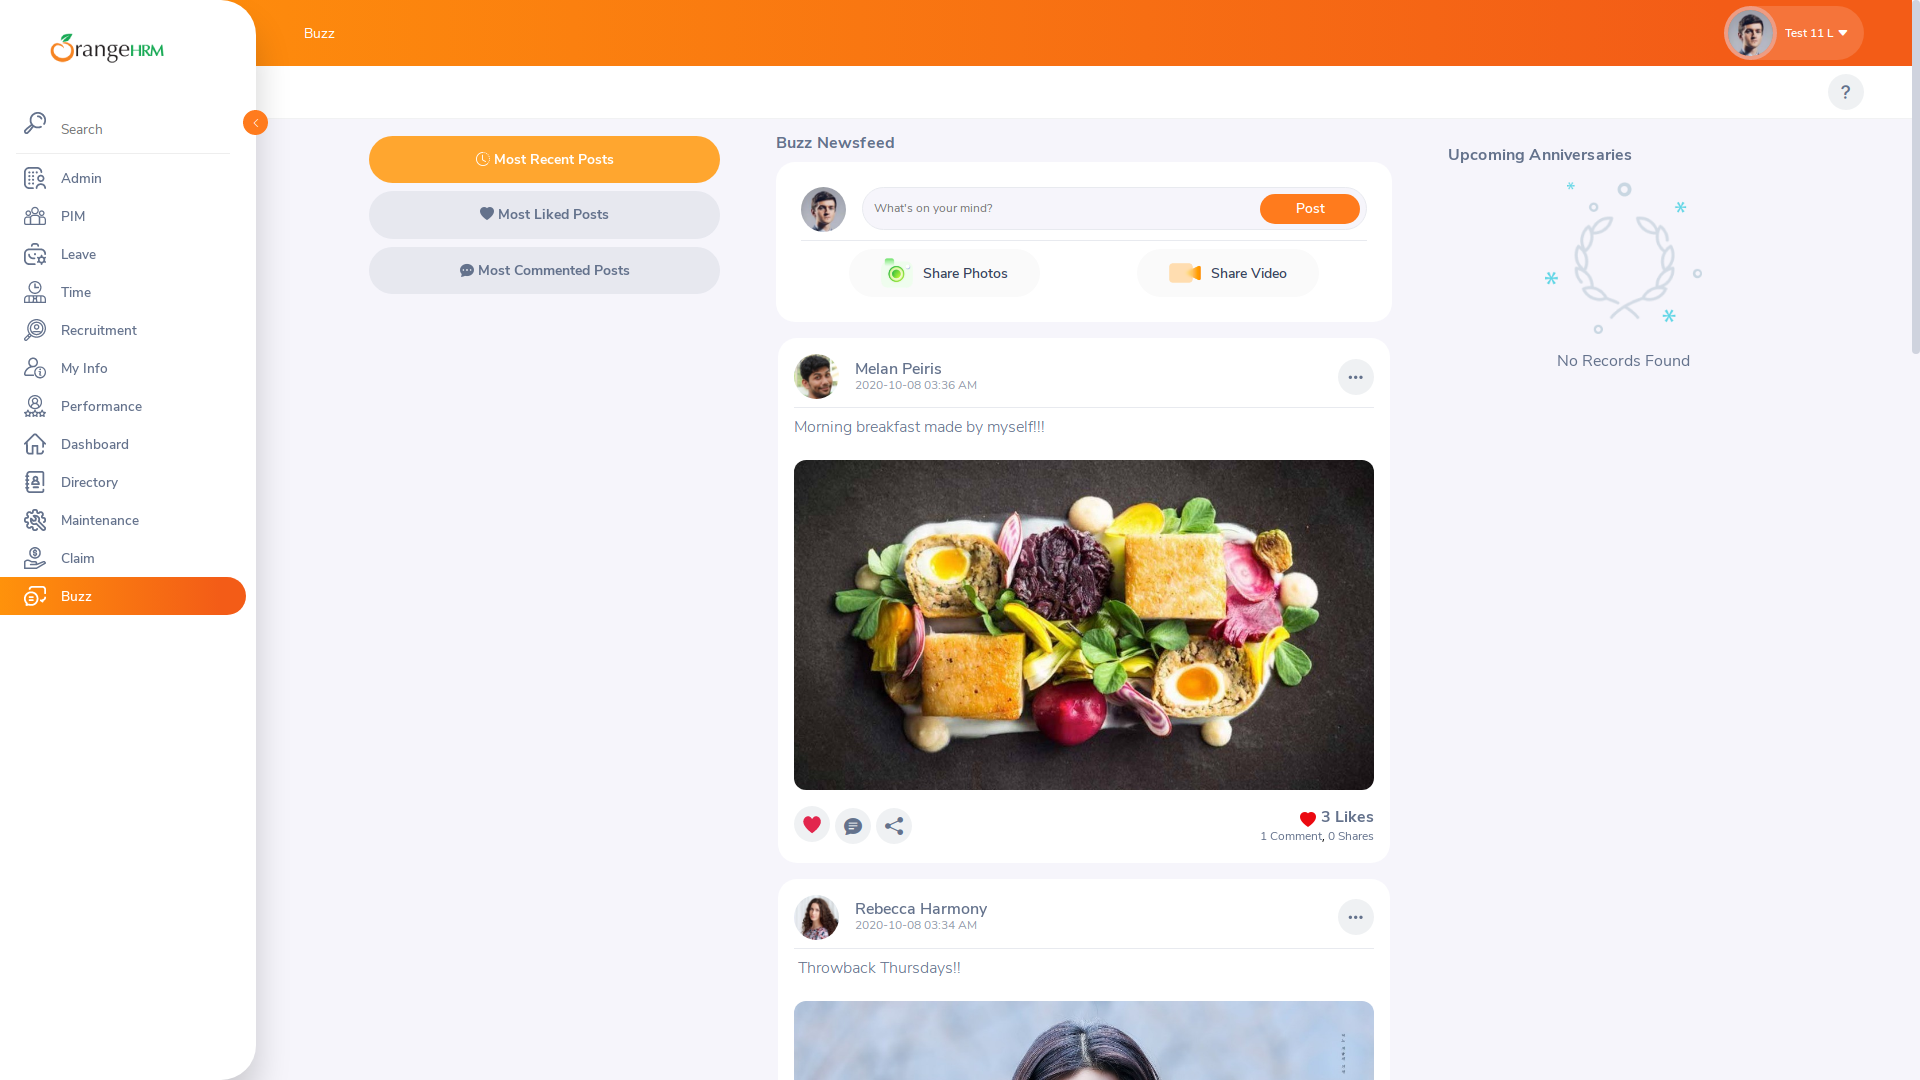 OrangeHRM
Search
Admin
PIM
Leave
Time
Recruitment
My Info
Performance
Dashboard
Directory
Maintenance
Claim
Buzz
Buzz
Test 11 L
?
Most Recent Posts
Most Liked Posts
Most Commented Posts
Buzz Newsfeed
What's on your mind?
Post
Share Photos
Share Video
Melan Peiris
2020-10-08 03:36 AM
Morning breakfast made by myself!!!
3 Likes
1 Comment, 0 Shares
Rebecca Harmony
2020-10-08 03:34 AM
Throwback Thursdays!!
Upcoming Anniversaries
No Records Found